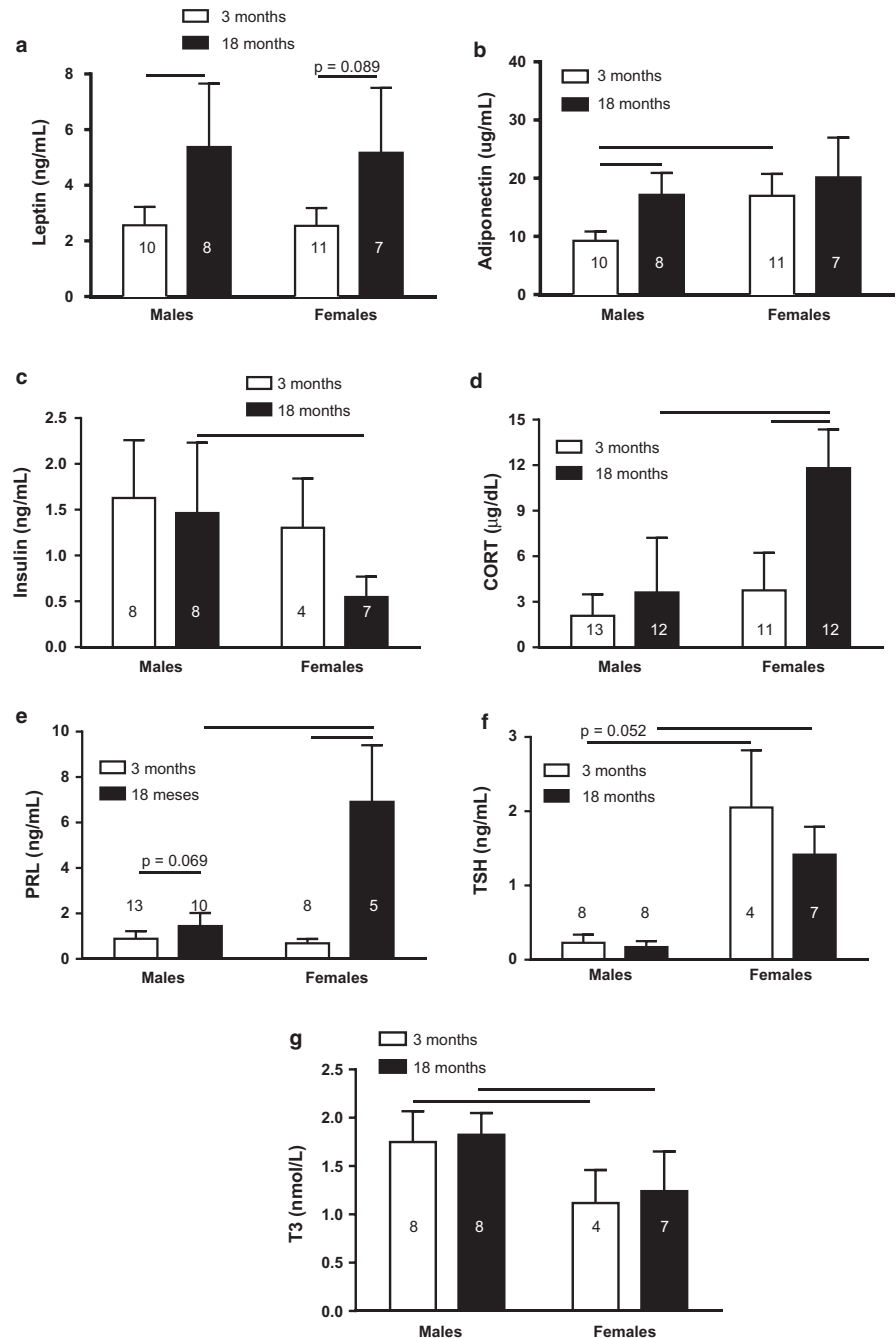 a
3 months
18 months
p = 0.089
8
6
4
2
0
Leptin (ng/mL)
10
8
11
7
Males
Females
b
3 months
18 months
50
40
30
20
10
0
Adiponectin (ug/mL)
10
8
11
7
Males
Females
c
3 months
18 months
2.5
2.0
1.5
1.0
0.5
0.0
Insulin (ng/mL)
8
8
4
7
Males
Females
d
3 months
18 months
15
12
6
3
0
CORT (µg/dL)
13
12
11
12
Males
Females
e
3 months
18 meses
p = 0.069
10
8
6
4
2
0
PRL (ng/mL)
13
10
8
5
Males
Females
f
p = 0.052
3 months
18 months
3
2
1
0
TSH (ng/mL)
8
8
4
7
Males
Females
g
3 months
18 months
2.5
2.0
1.5
1.0
0.5
0.0
T3 (nmol/L)
8
8
4
7
Males
Females